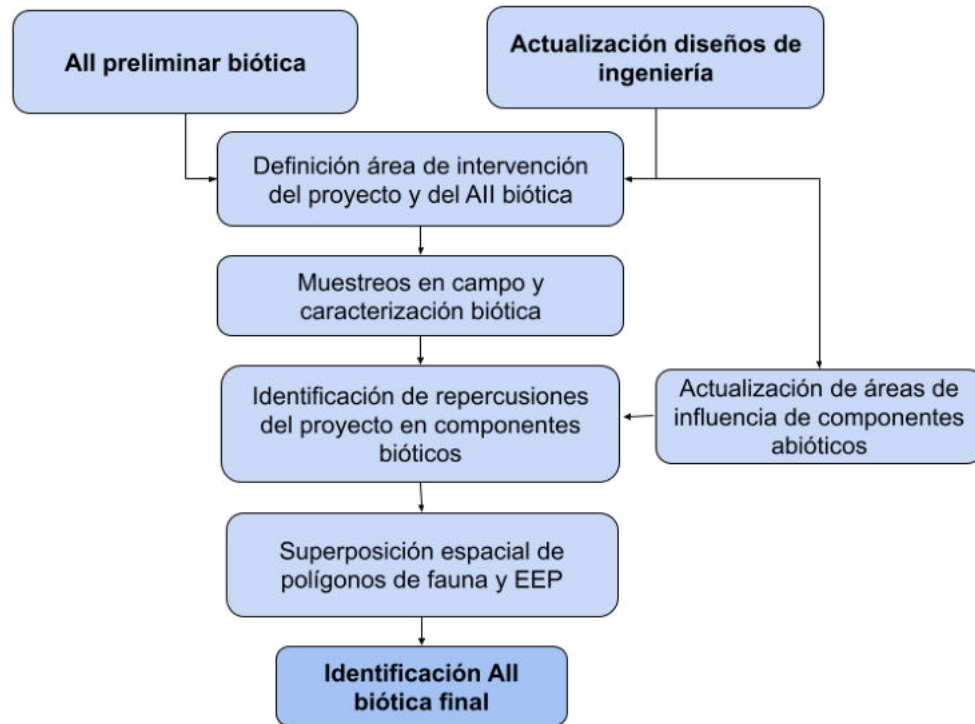 AII preliminar biótica
Actualización diseños de
ingeniería
Definición área de intervención
del proyecto y del AII biótica
Muestreos en campo y
caracterización biótica
Identificación de repercusiones
del proyecto en componentes
bióticos
Actualización de áreas de
influencia de componentes
abióticos
Superposición espacial de
polígonos de fauna y EEP
Identificación AII
biótica final